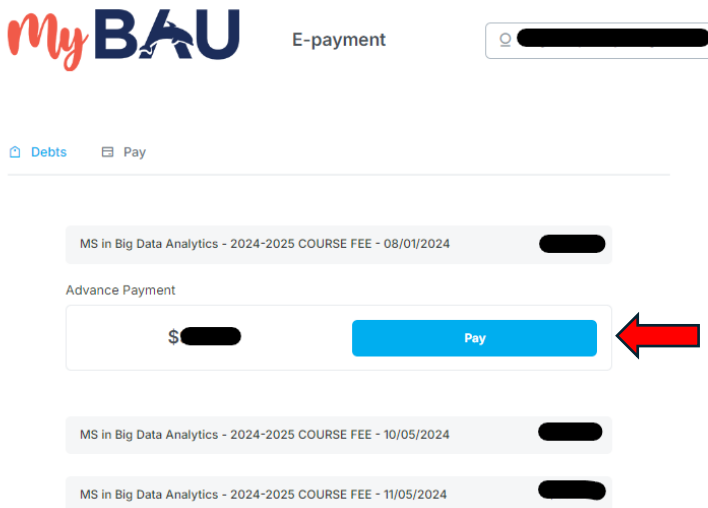 My BAU
E-payment
Debts
Pay
MS in Big Data Analytics - 2024-2025 COURSE FEE - 08/01/2024
Advance Payment
$
Pay
MS in Big Data Analytics - 2024-2025 COURSE FEE - 10/05/2024
MS in Big Data Analytics - 2024-2025 COURSE FEE - 11/05/2024